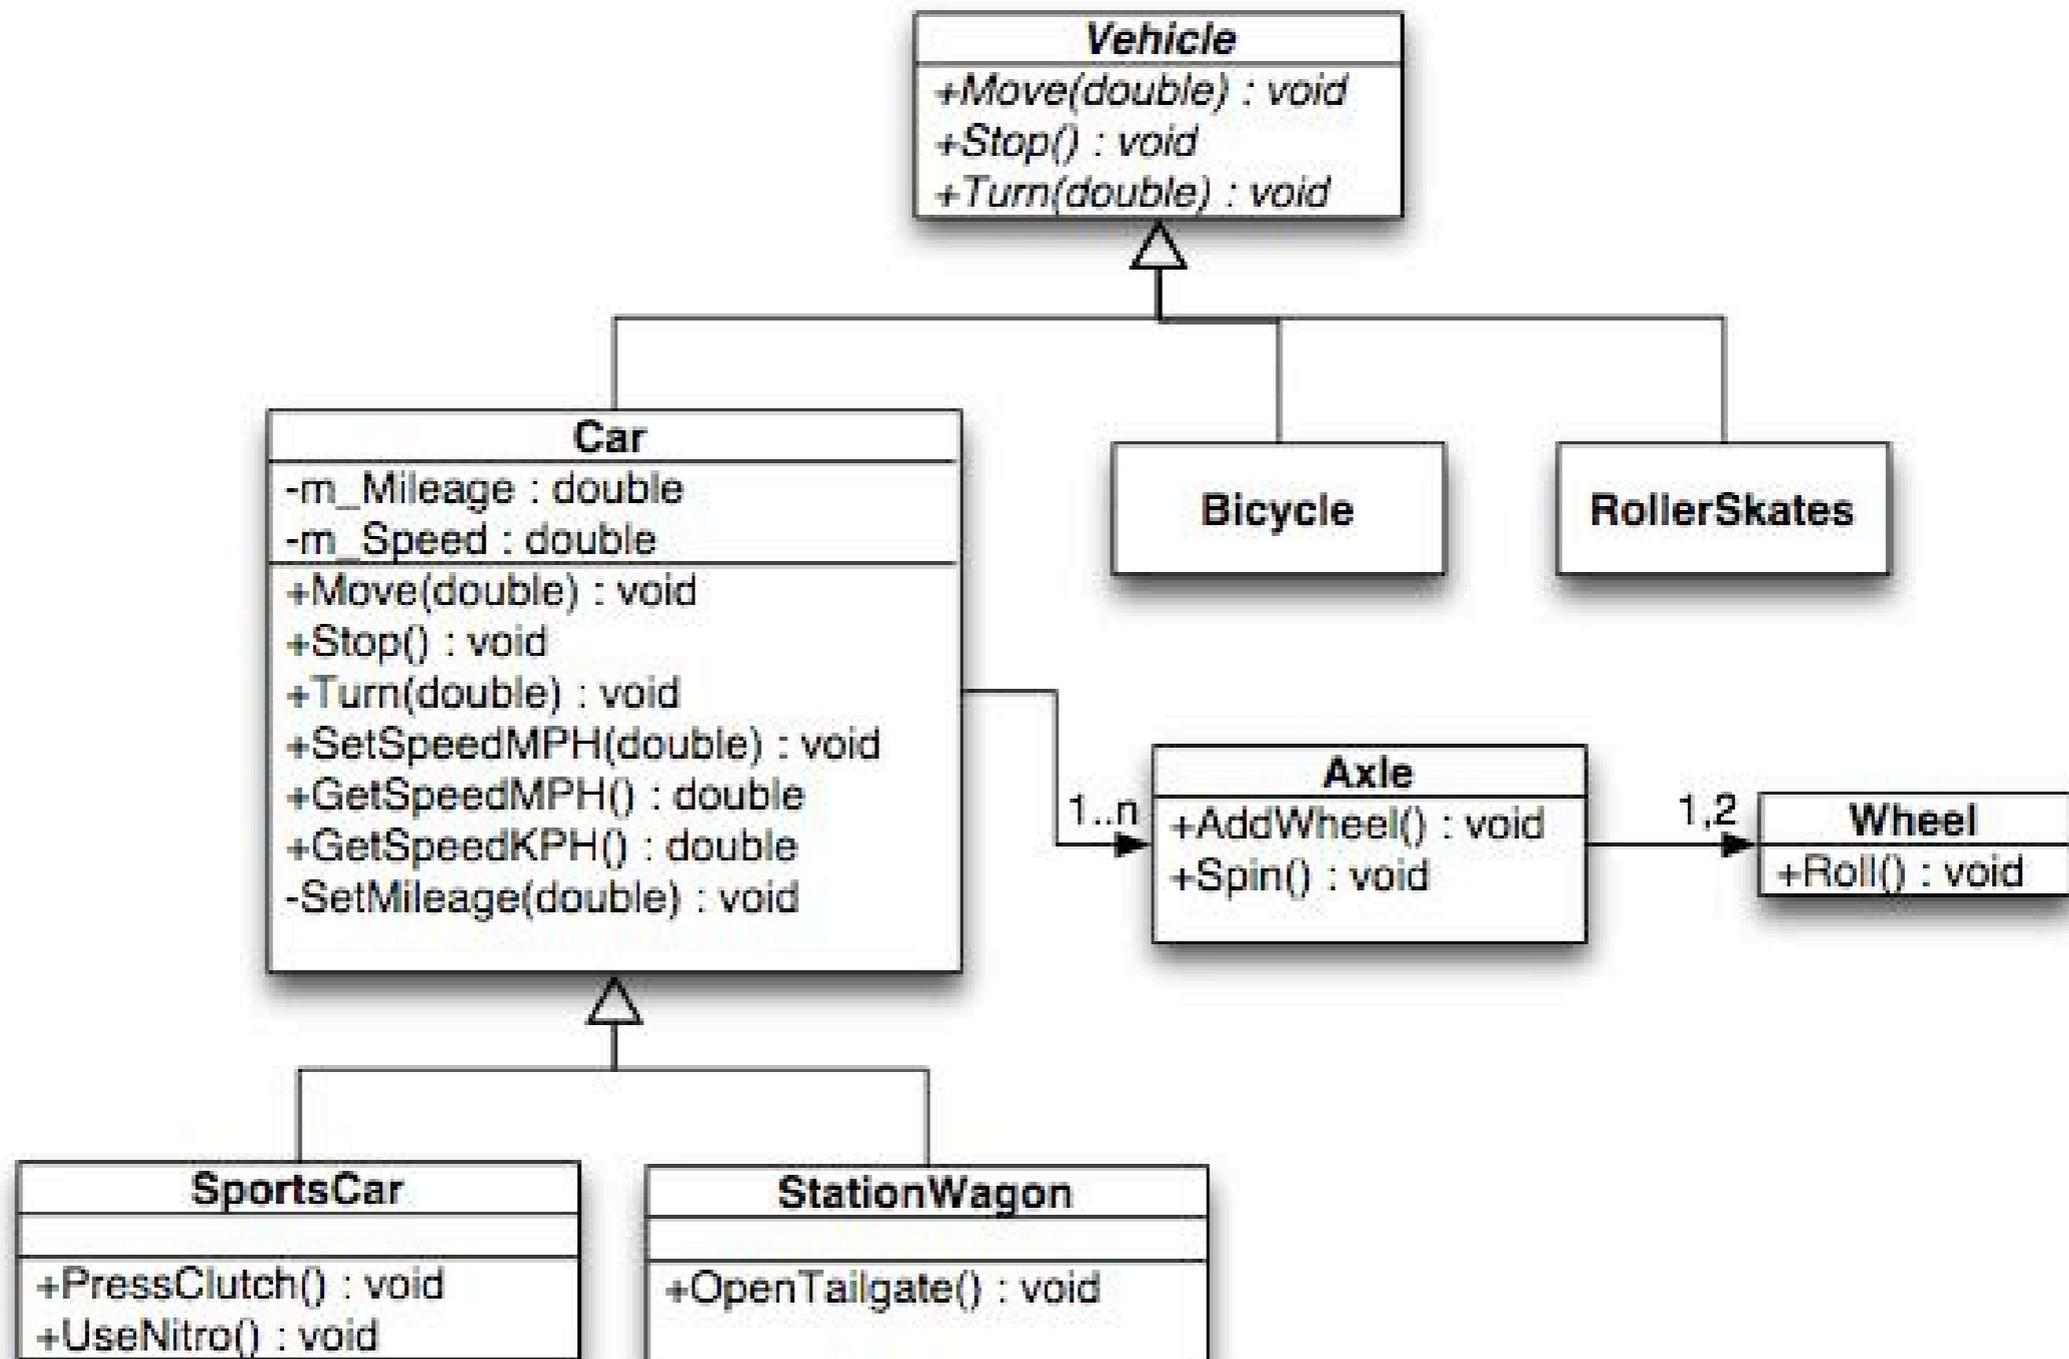 Vehicle
+Move(double) : void
+Stop() : void
+Turn(double) : void
Car
-m_Mileage : double
-m_Speed : double
+Move(double) : void
+Stop() : void
+Turn(double) : void
+SetSpeedMPH(double) : void
+GetSpeedMPH() : double
+GetSpeedKPH() : double
-SetMileage(double) : void
Bicycle
RollerSkates
1..n
Axle
+AddWheel() : void
+Spin() : void
1,2
Wheel
+Roll() : void
SportsCar
+PressClutch() : void
+UseNitro() : void
StationWagon
+OpenTailgate() : void